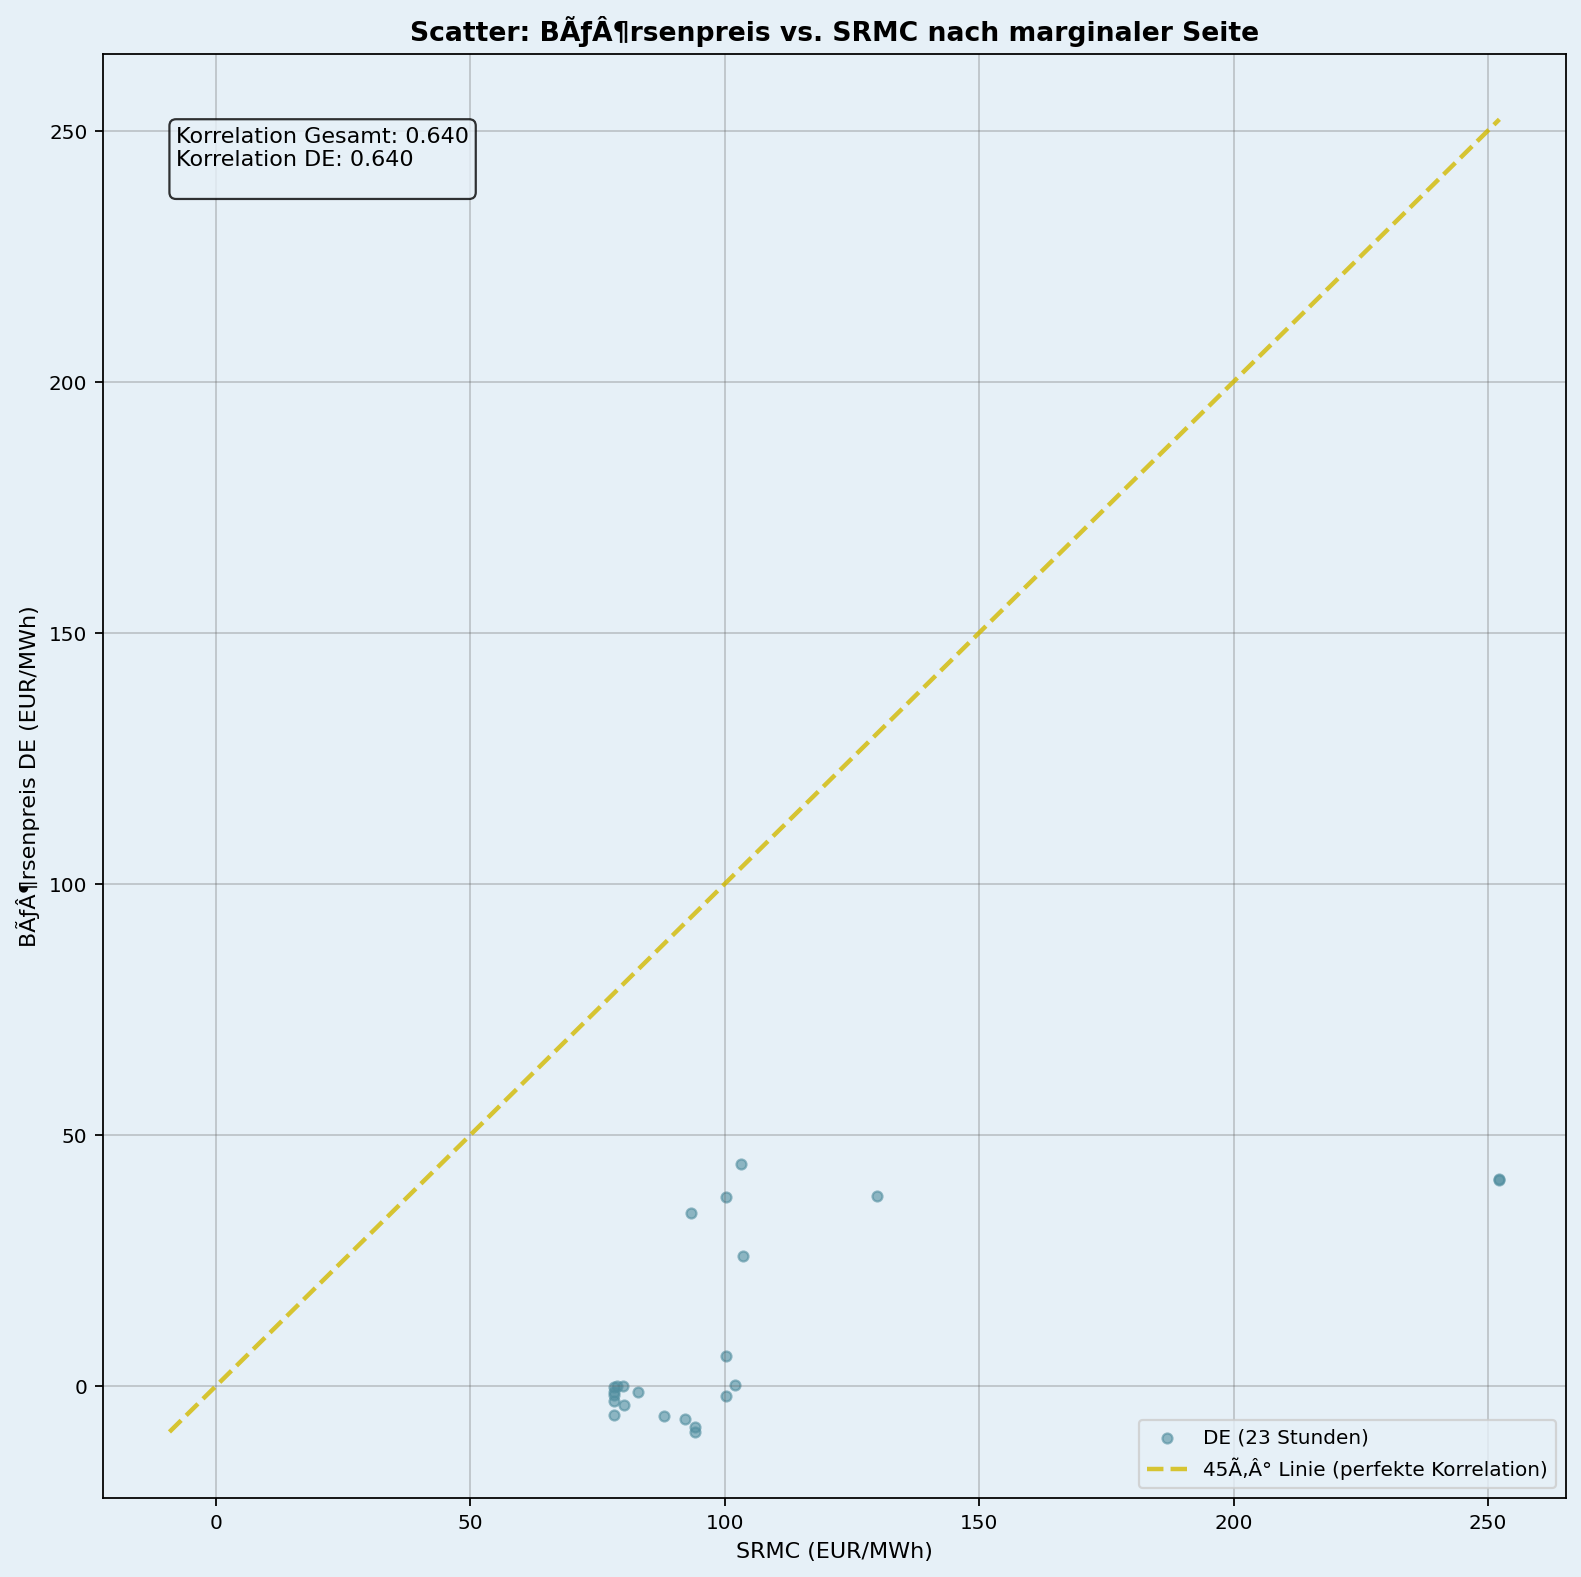 Scatter: BÃƒÂ¶rsenpreis vs. SRMC nach marginaler Seite
Korrelation Gesamt: 0.640
Korrelation DE: 0.640
BÃƒÂ¶rsenpreis DE (EUR/MWh)
250
200
150
100
50
0
DE (23 Stunden)
45Ã‚Â° Linie (perfekte Korrelation)
0 50 100 150 200 250
SRMC (EUR/MWh)